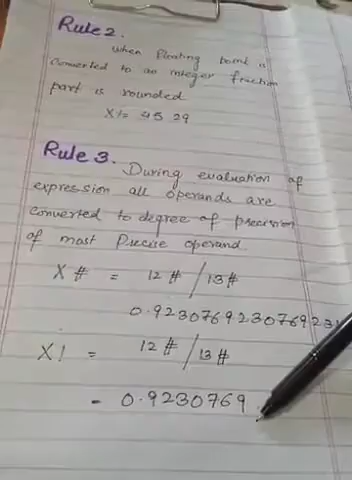 Rule 2.
When Floating point is
Converted to an integer fraction
part is rounded
X!= 45 29
Rule 3.
During evaluation of
expression all operands are
converted to degree of precision
of most Precise operand
X# = 12 # / 13#
0.923076923076923
X! = 12 # / 13 #
= 0.9230769